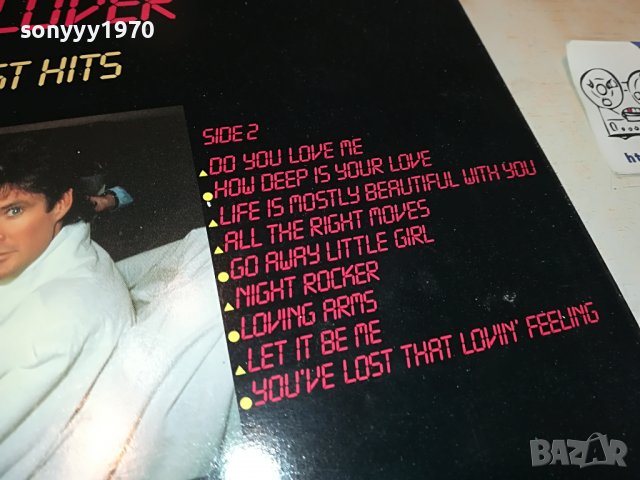 LOVER
sonyyy1970
ST HITS
SIDE 2
DO YOU LOVE ME
HOW DEEP IS YOUR LOVE
LIFE IS MOSTLY BEAUTIFUL WITH YOU
ALL THE RIGHT MOVES
GO AWAY LITTLE GIRL
NIGHT ROCKER
LOVING ARMS
LET IT BE ME
YOU'VE LOST THAT LOVIN' FEELING
ht
BAZAR